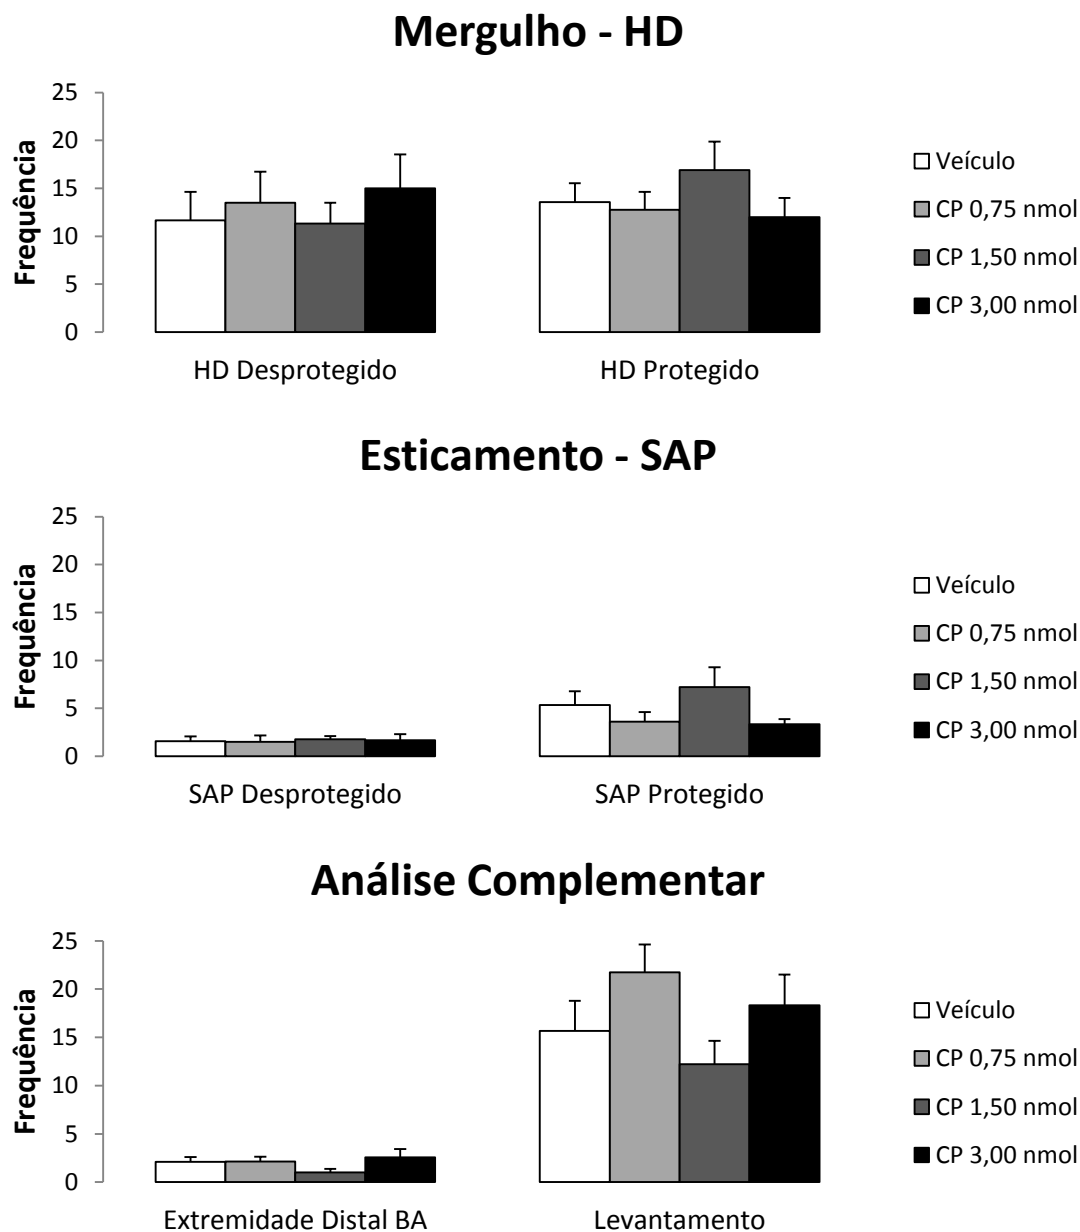 Mergulho - HD
25
20
15
10
5
0
Frequência
HD Desprotegido
HD Protegido
Veículo
CP 0,75 nmol
CP 1,50 nmol
CP 3,00 nmol
Esticamento - SAP
25
20
15
10
5
0
Frequência
SAP Desprotegido
SAP Protegido
Veículo
CP 0,75 nmol
CP 1,50 nmol
CP 3,00 nmol
Análise Complementar
25
20
15
10
5
0
Frequência
Extremidade Distal BA
Levantamento
Veículo
CP 0,75 nmol
CP 1,50 nmol
CP 3,00 nmol